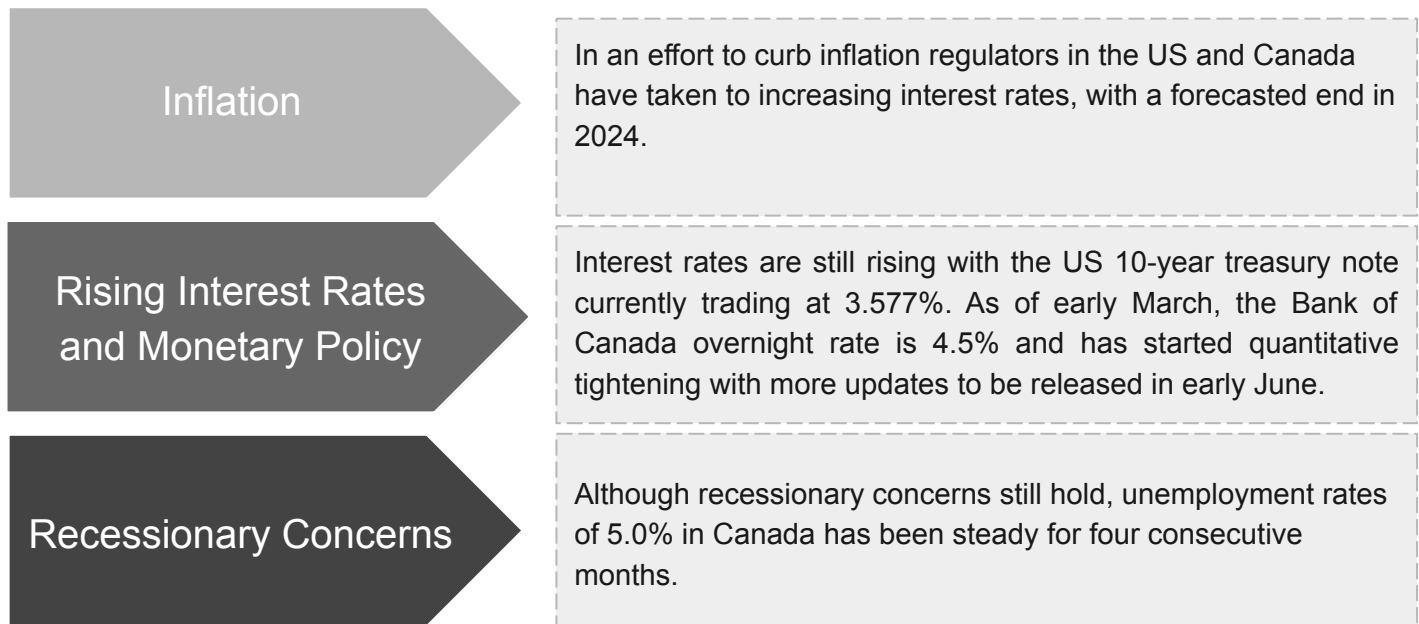 Inflation
In an effort to curb inflation regulators in the US and Canada
have taken to increasing interest rates, with a forecasted end in
2024.
Rising Interest Rates
and Monetary Policy
Interest rates are still rising with the US 10-year treasury note
currently trading at 3.577%. As of early March, the Bank of
Canada overnight rate is 4.5% and has started quantitative
tightening with more updates to be released in early June.
Recessionary Concerns
Although recessionary concerns still hold, unemployment rates
of 5.0% in Canada has been steady for four consecutive
months.